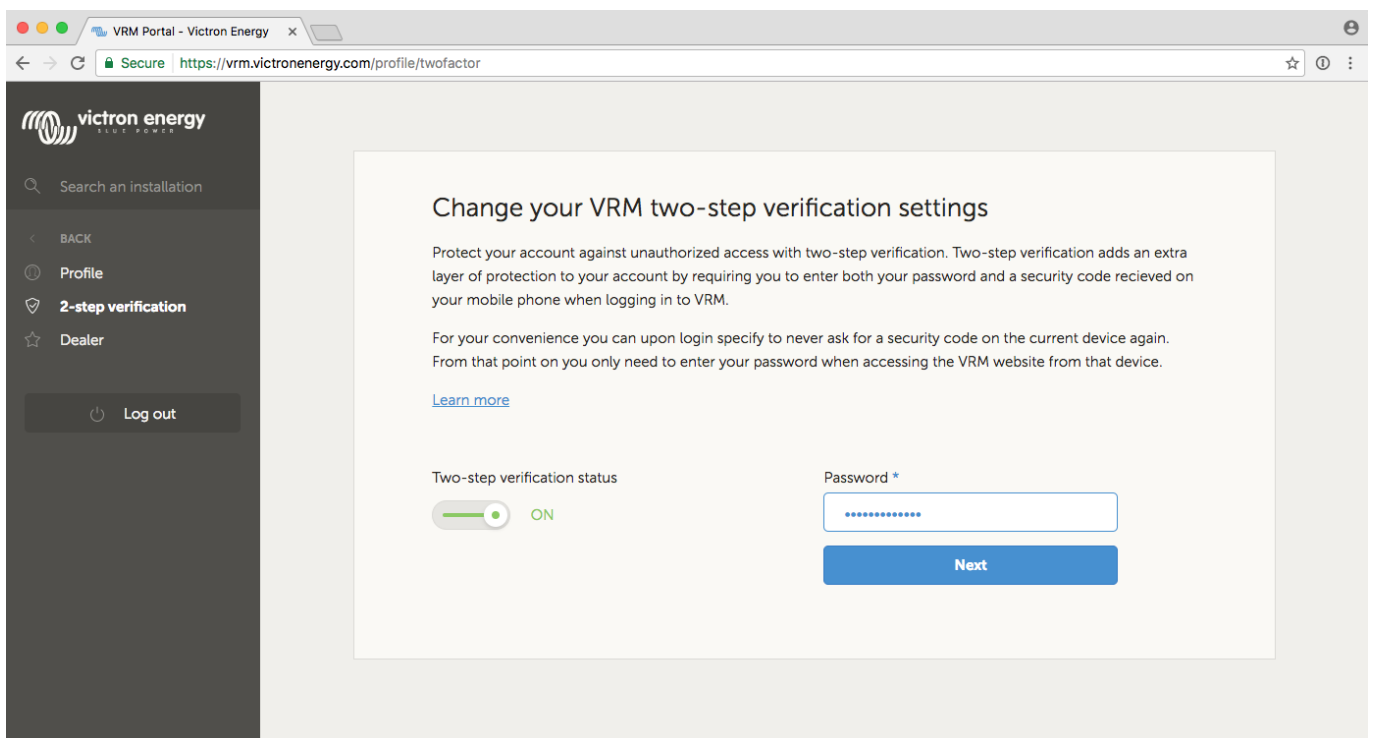 VRM Portal - Victron Energy
Secure
https://vrm.victronenergy.com/profile/twofactor
victron energy
BLUE POWER
Search an installation
BACK
Profile
2-step verification
Dealer
Log out
Change your VRM two-step verification settings
Protect your account against unauthorized access with two-step verification. Two-step verification adds an extra
layer of protection to your account by requiring you to enter both your password and a security code recieved on
your mobile phone when logging in to VRM.
For your convenience you can upon login specify to never ask for a security code on the current device again.
From that point on you only need to enter your password when accessing the VRM website from that device.
Learn more
Two-step verification status
ON
Password *
•••••••••••••
Next